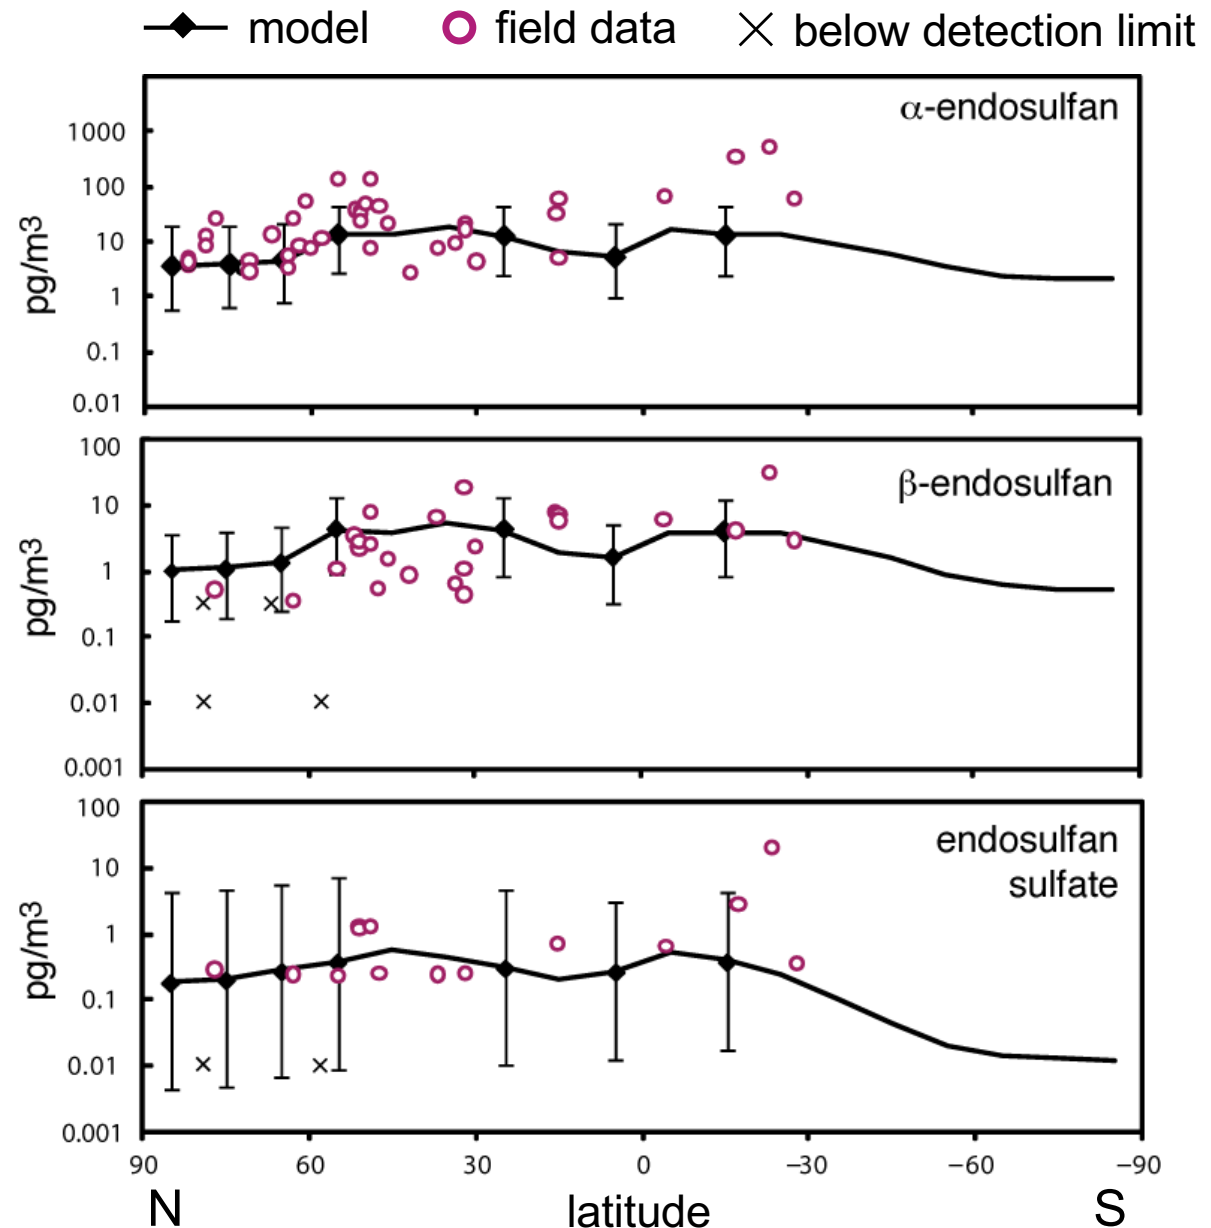 model field data below detection limit
α-endosulfan
1000
100
10
1
0.1
0.01
pg/m3
β-endosulfan
100
10
1
0.1
0.01
0.001
pg/m3
endosulfan
sulfate
100
10
1
0.1
0.01
0.001
pg/m3
90 60 30 0 −30 −60 −90
N latitude S